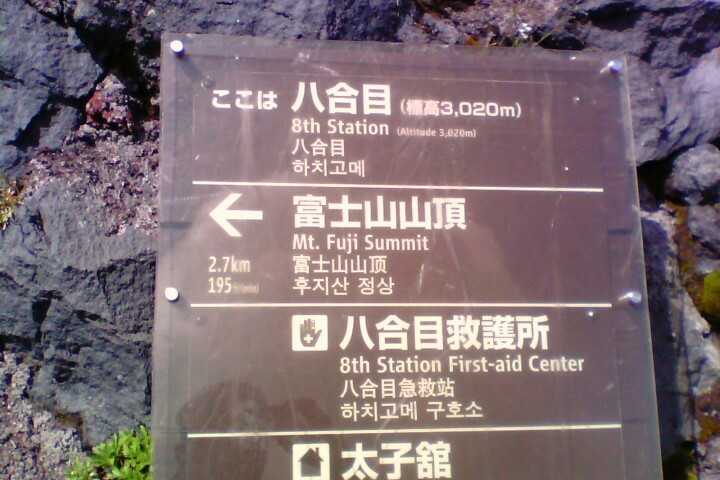 ここは 八合目 (標高3,020m)
8th Station (Altitude 3,020m)
八合目
하치고메
富士山山頂
Mt. Fuji Summit
2.7km 富士山山顶
195 후지산 정상
八合目救護所
8th Station First-aid Center
八合目急救站
하치고메 구호소
太子舘